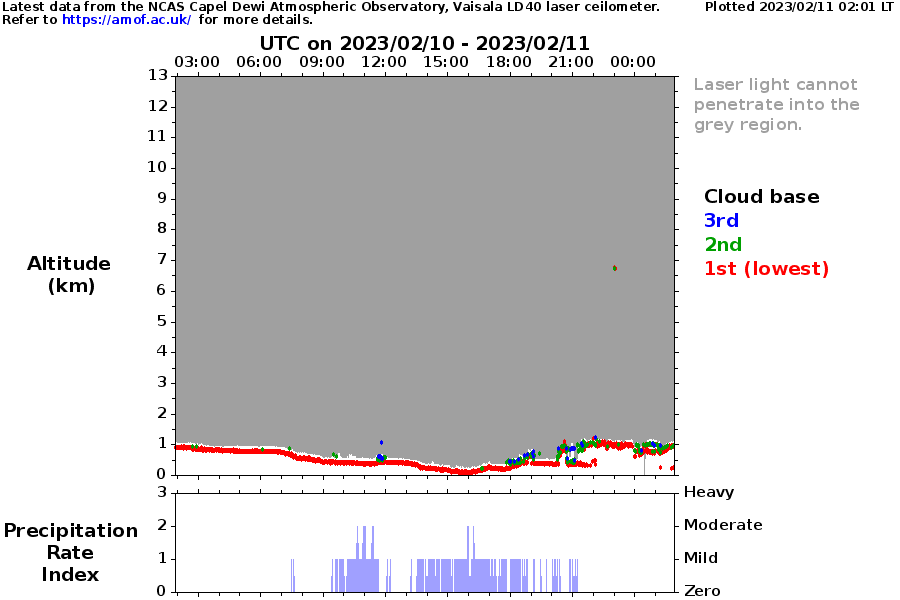 Latest data from the NCAS Capel Dewi Atmospheric Observatory, Vaisala LD40 laser ceilometer. Plotted 2023/02/11 02:01 LT
Refer to https://amof.ac.uk/ for more details.
UTC on 2023/02/10 - 2023/02/11
03:00 06:00 09:00 12:00 15:00 18:00 21:00 00:00
13
12
11
10
9
8
7
6
5
4
3
2
1
0
Altitude
(km)
Laser light cannot
penetrate into the
grey region.
Cloud base
3rd
2nd
1st (lowest)
3 Heavy
2 Moderate
1 Mild
0 Zero
Precipitation
Rate
Index